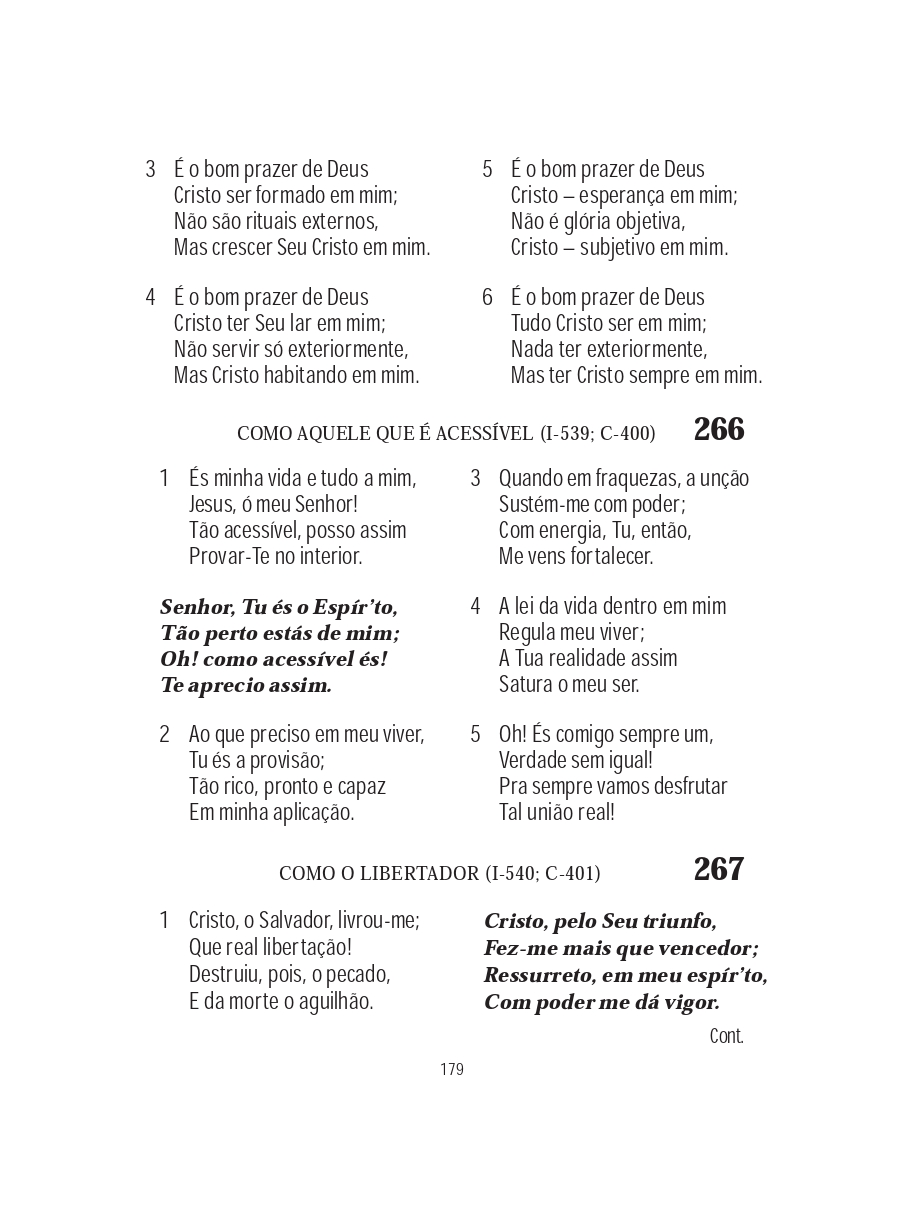 3 É o bom prazer de Deus
Cristo ser formado em mim;
Não são rituais externos,
Mas crescer Seu Cristo em mim.
4 É o bom prazer de Deus
Cristo ter Seu lar em mim;
Não servir só exteriormente,
Mas Cristo habitando em mim.
5 É o bom prazer de Deus
Cristo – esperança em mim;
Não é glória objetiva,
Cristo – subjetivo em mim.
6 É o bom prazer de Deus
Tudo Cristo ser em mim;
Nada ter exteriormente,
Mas ter Cristo sempre em mim.
COMO AQUELE QUE É ACESSÍVEL (I-539; C-400) 266
1 És minha vida e tudo a mim,
Jesus, ó meu Senhor!
Tão acessível, posso assim
Provar-Te no interior.
Senhor, Tu és o Espír’to,
Tão perto estás de mim;
Oh! como acessível és!
Te aprecio assim.
2 Ao que preciso em meu viver,
Tu és a provisão;
Tão rico, pronto e capaz
Em minha aplicação.
3 Quando em fraquezas, a unção
Sustém-me com poder;
Com energia, Tu, então,
Me vens fortalecer.
4 A lei da vida dentro em mim
Regula meu viver;
A Tua realidade assim
Satura o meu ser.
5 Oh! És comigo sempre um,
Verdade sem igual!
Pra sempre vamos desfrutar
Tal união real!
COMO O LIBERTADOR (I-540; C-401) 267
1 Cristo, o Salvador, livrou-me;
Que real libertação!
Destruiu, pois, o pecado,
E da morte o aguilhão.
Cristo, pelo Seu triunfo,
Fez-me mais que vencedor;
Ressurreto, em meu espír’to,
Com poder me dá vigor.
Cont.
179